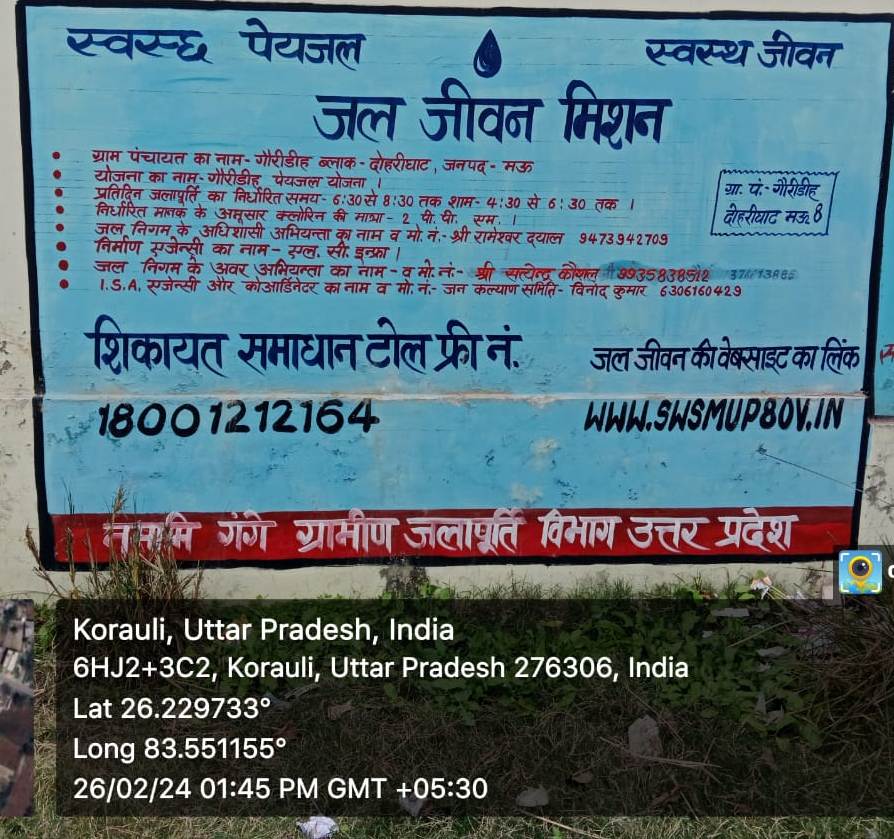 स्वस्छ पेयजल
स्वस्थ जीवन
जल जीवन मिशन
ग्राम पंचायत का नाम- गौरीडीह ब्लाक - दोहरीघाट, जनपद - मऊ
योजना का नाम- गौरीडीह पेयजल योजना ।
प्रतिदिन जलापूर्ति का निर्धारित समय- 6:30 से 8:30 तक शाम- 4:30 से 6:30 तक ।
निर्धारित मानक के अनुसार क्लोरिन की मात्रा - 2 पी. पी. एम. ।
जल निगम के अधिशासी अभियन्ता का नाम व मो. नं.- श्री रामेश्वर दयाल 9473942709
निर्माण एजेन्सी का नाम- एल. सी. इन्फ्रा ।
जल निगम के अवर अभियन्ता का नाम - व मो. नं:- श्री सत्येन्द्र कौशल 9935838512
I.S.A. एजेन्सी और कोआर्डिनेटर का नाम व मो. नं.- जन कल्याण समिति- विनोद कुमार 6306160429
ग्रा. पं.- गौरीडीह
दोहरीघाट मऊ 8
शिकायत समाधान टोल फ्री नं.
18001212164
जल जीवन की वेबसाइट का लिंक
WWW.SWSMUP80V.IN
नमामि गंगे ग्रामीण जलापूर्ति विभाग उत्तर प्रदेश
Korauli, Uttar Pradesh, India
6HJ2+3C2, Korauli, Uttar Pradesh 276306, India
Lat 26.229733°
Long 83.551155°
26/02/24 01:45 PM GMT +05:30